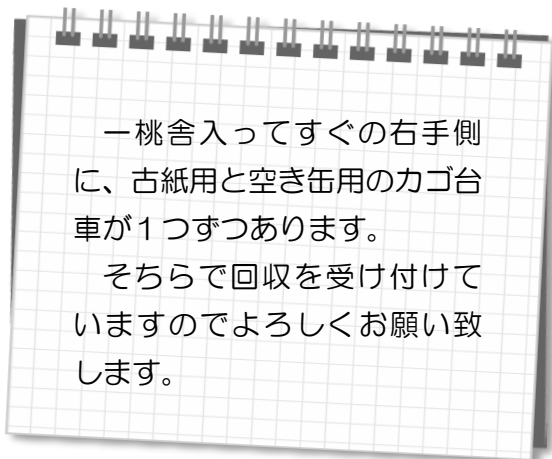 一桃舎入ってすぐの右手側
に、古紙用と空き缶用のカゴ台
車が１つずつあります。
　そちらで回収を受け付けて
いますのでよろしくお願い致
します。